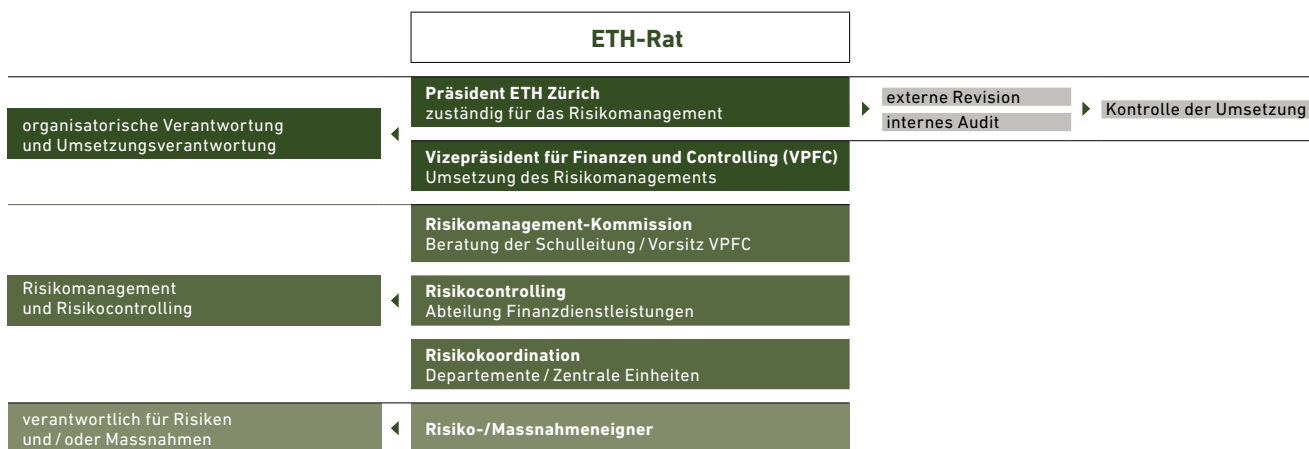 ETH-Rat
Präsident ETH Zürich
zuständig für das Risikomanagement
externe Revision
internes Audit
Kontrolle der Umsetzung
organisatorische Verantwortung
und Umsetzungsverantwortung
Vizepräsident für Finanzen und Controlling (VPFC)
Umsetzung des Risikomanagements
Risikomanagement-Kommission
Beratung der Schulleitung / Vorsitz VPFC
Risikomanagement
und Risikocontrolling
Risikocontrolling
Abteilung Finanzdienstleistungen
Risikokoordination
Departemente / Zentrale Einheiten
verantwortlich für Risiken
und / oder Massnahmen
Risiko-/Massnahmeneigner